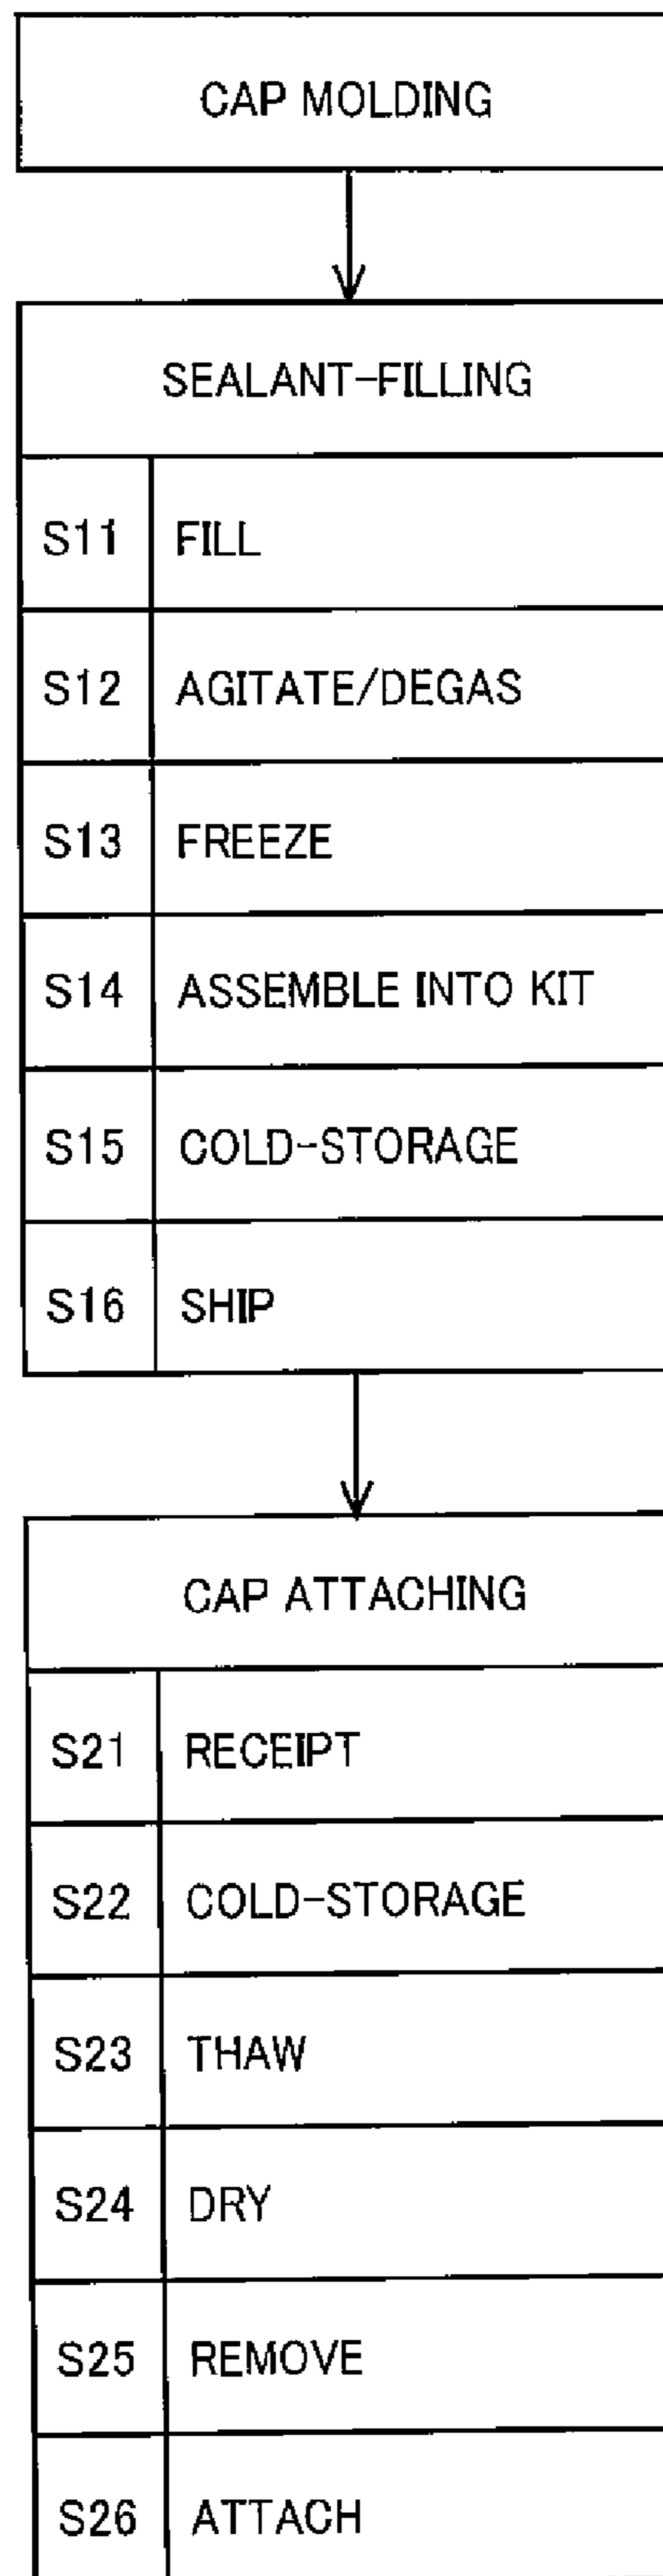 CAP MOLDING
SEALANT-FILLING
S11 FILL
S12 AGITATE/DEGAS
S13 FREEZE
S14 ASSEMBLE INTO KIT
S15 COLD-STORAGE
S16 SHIP
CAP ATTACHING
S21 RECEIPT
S22 COLD-STORAGE
S23 THAW
S24 DRY
S25 REMOVE
S26 ATTACH